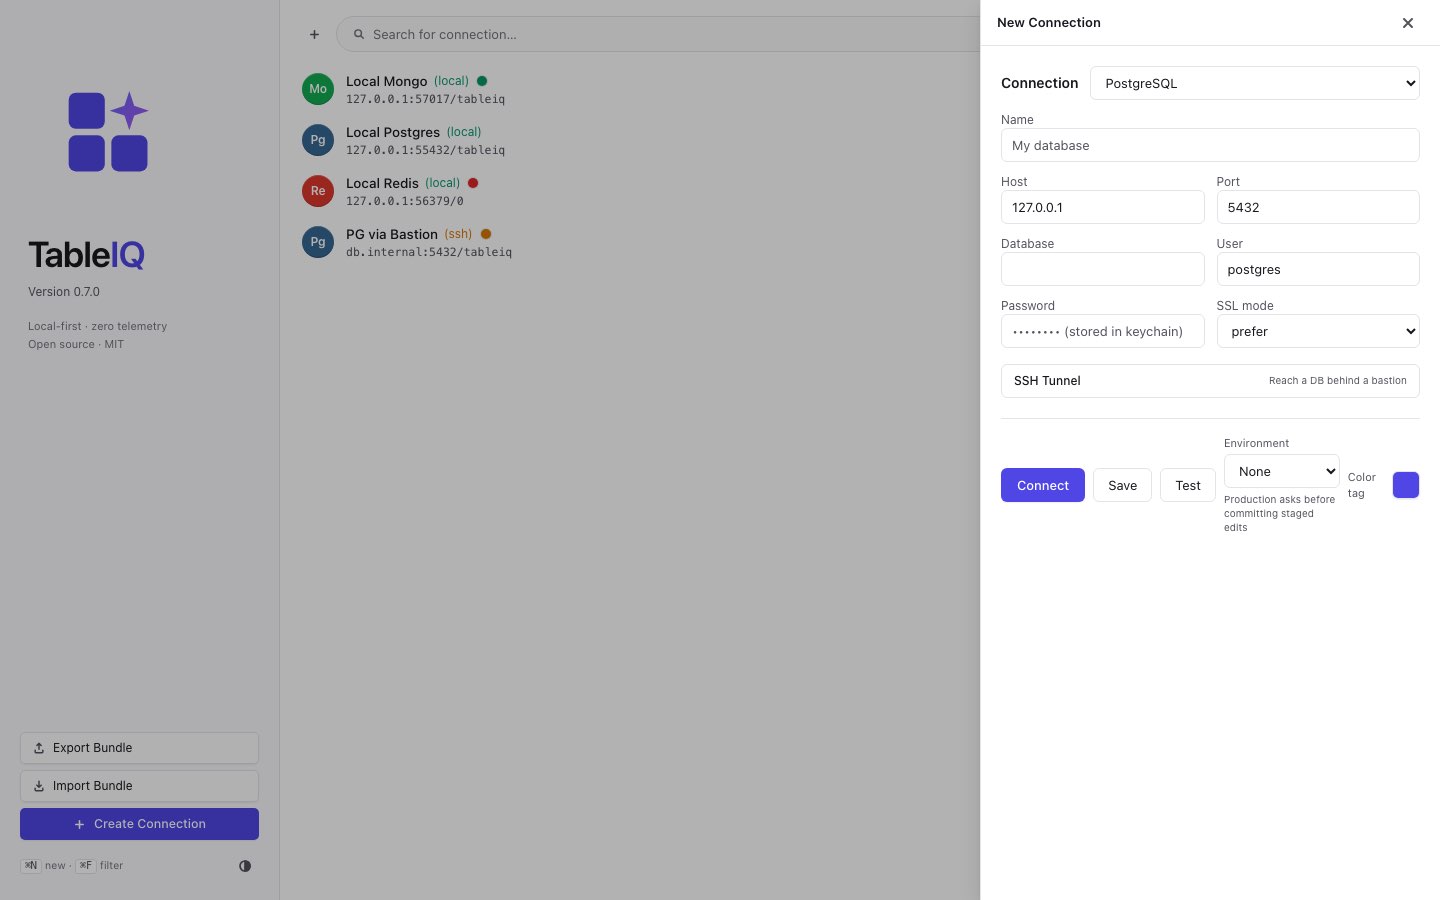 TableIQ
Version 0.7.0
Local-first · zero telemetry
Open source · MIT
Export Bundle
Import Bundle
+ Create Connection
⌘N new · ⌘F filter
+ Search for connection...
Mo
Local Mongo (local)
127.0.0.1:57017/tableiq
Pg
Local Postgres (local)
127.0.0.1:55432/tableiq
Re
Local Redis (local)
127.0.0.1:56379/0
Pg
PG via Bastion (ssh)
db.internal:5432/tableiq
New Connection
Connection PostgreSQL
Name
My database
Host Port
127.0.0.1 5432
Database User
postgres
Password SSL mode
•••••••• (stored in keychain) prefer
SSH Tunnel Reach a DB behind a bastion
Connect Save Test
Environment
None
Production asks before
committing staged
edits
Color
tag